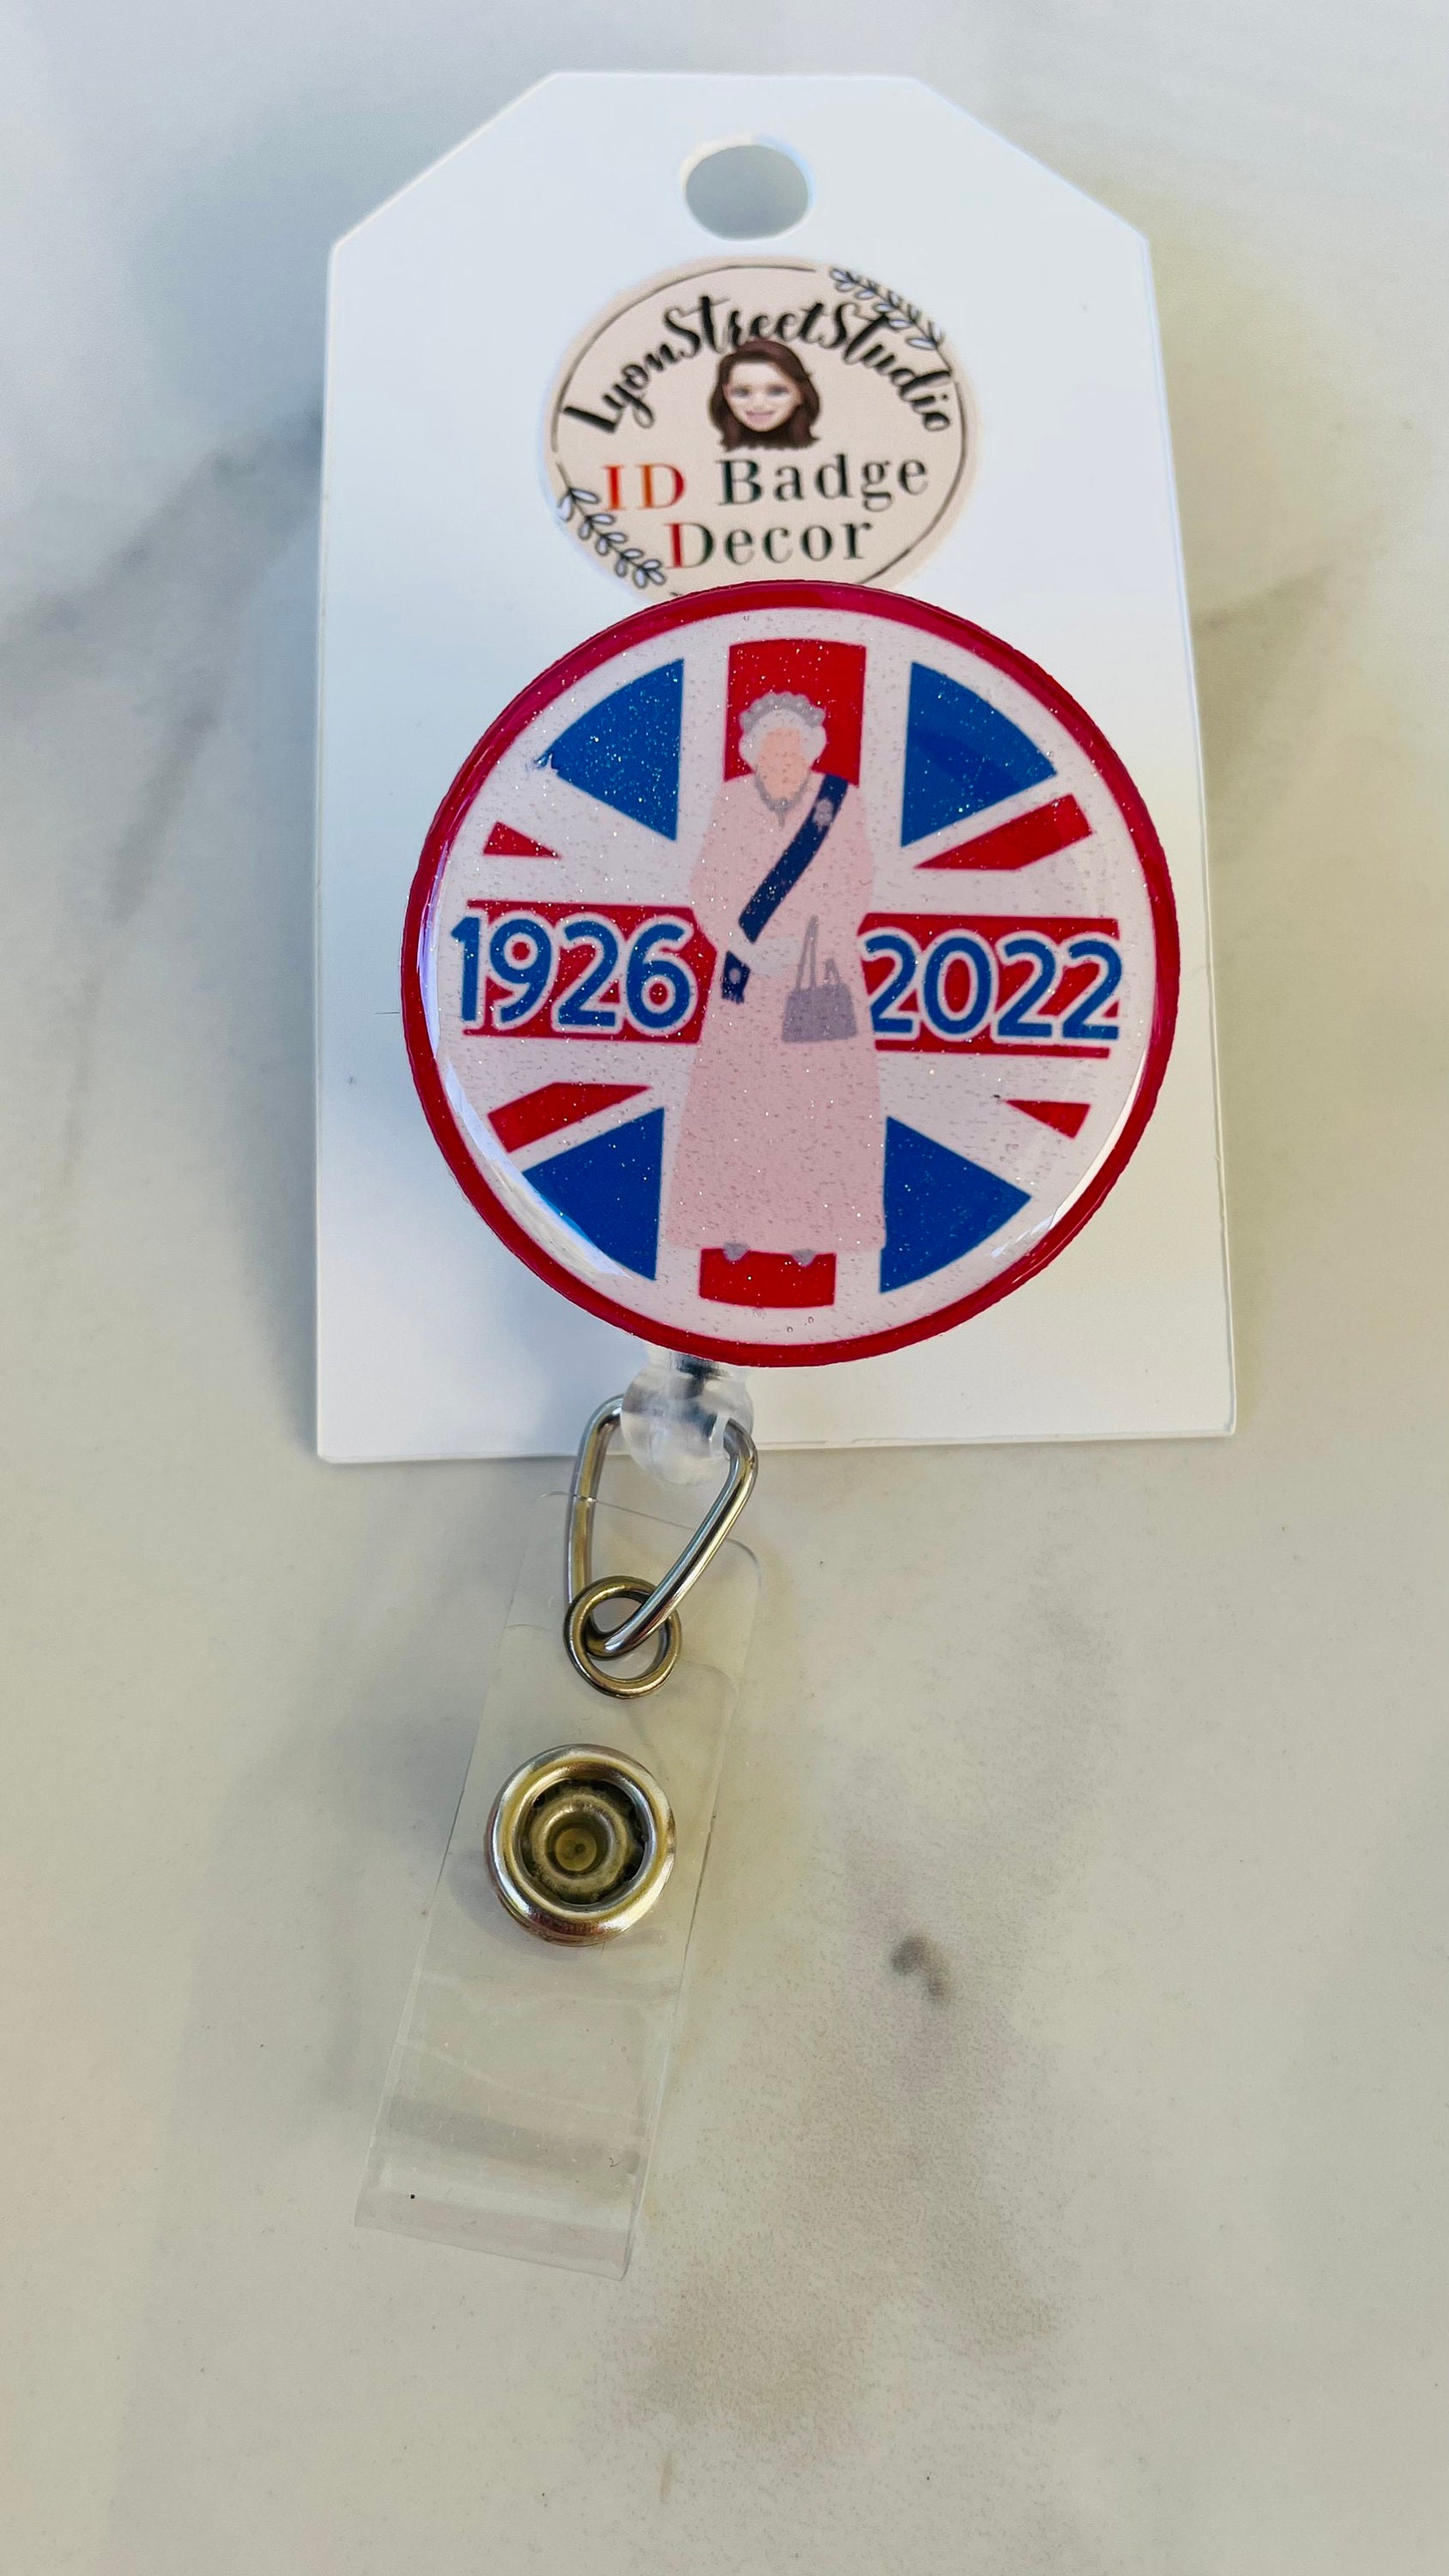 LyonStreetStudio
ID Badge
Decor
1926 2022